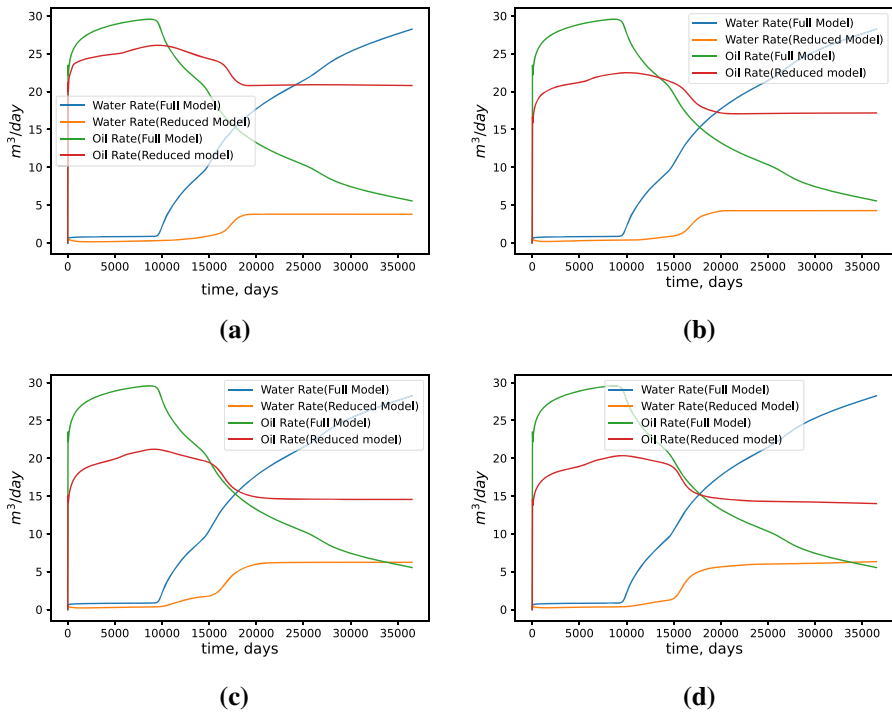 30
25
20
15
10
5
0
m³/day
Water Rate(Full Model)
Water Rate(Reduced Model)
Oil Rate(Full Model)
Oil Rate(Reduced model)
0 5000 10000 15000 20000 25000 30000 35000
time, days
(a)
30
25
20
15
10
5
0
m³/day
Water Rate(Full Model)
Water Rate(Reduced Model)
Oil Rate(Full Model)
Oil Rate(Reduced model)
0 5000 10000 15000 20000 25000 30000 35000
time, days
(b)
30
25
20
15
10
5
0
m³/day
Water Rate(Full Model)
Water Rate(Reduced Model)
Oil Rate(Full Model)
Oil Rate(Reduced model)
0 5000 10000 15000 20000 25000 30000 35000
time, days
(c)
30
25
20
15
10
5
0
m³/day
Water Rate(Full Model)
Water Rate(Reduced Model)
Oil Rate(Full Model)
Oil Rate(Reduced model)
0 5000 10000 15000 20000 25000 30000 35000
time, days
(d)